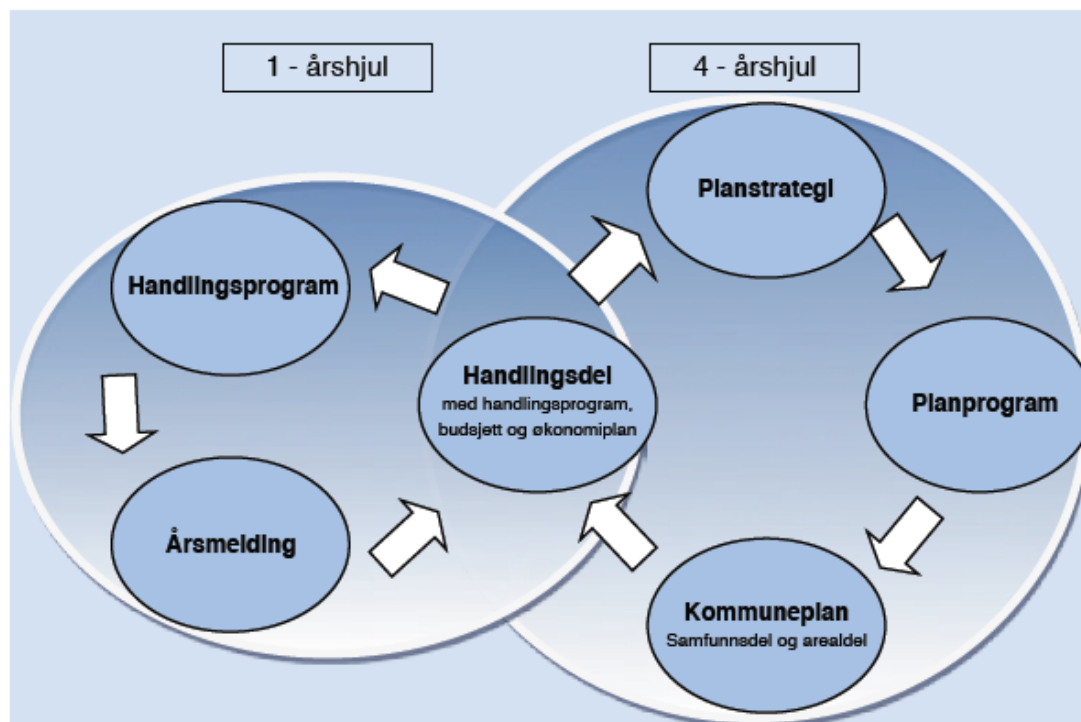 1 - årshjul
4 - årshjul
Planstrategi
Handlingsprogram
Handlingsdel
med handlingsprogram,
budsjett og økonomiplan
Planprogram
Årsmelding
Kommuneplan
Samfunnsdel og arealdel